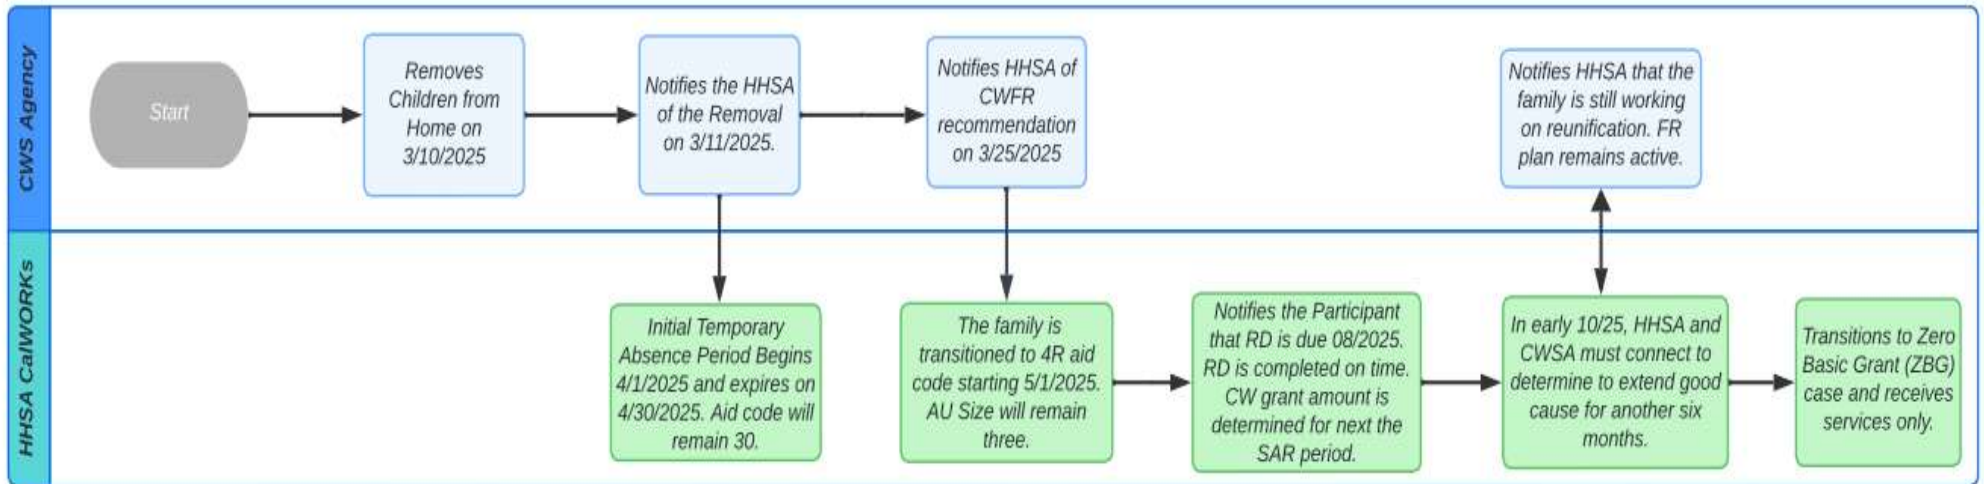 CWS Agency
Start
Removes
Children from
Home on
3/10/2025
Notifies the HHSA
of the Removal
on 3/11/2025.
Notifies HHSA of
CWFR
recommendation
on 3/25/2025
Notifies HHSA that the
family is still working
on reunification. FR
plan remains active.
HHSA CalWORKs
Initial Temporary
Absence Period Begins
4/1/2025 and expires on
4/30/2025. Aid code will
remain 30.
The family is
transitioned to 4R aid
code starting 5/1/2025.
AU Size will remain
three.
Notifies the Participant
that RD is due 08/2025.
RD is completed on time.
CW grant amount is
determined for next the
SAR period.
In early 10/25, HHSA and
CWSA must connect to
determine to extend good
cause for another six
months.
Transitions to Zero
Basic Grant (ZBG)
case and receives
services only.